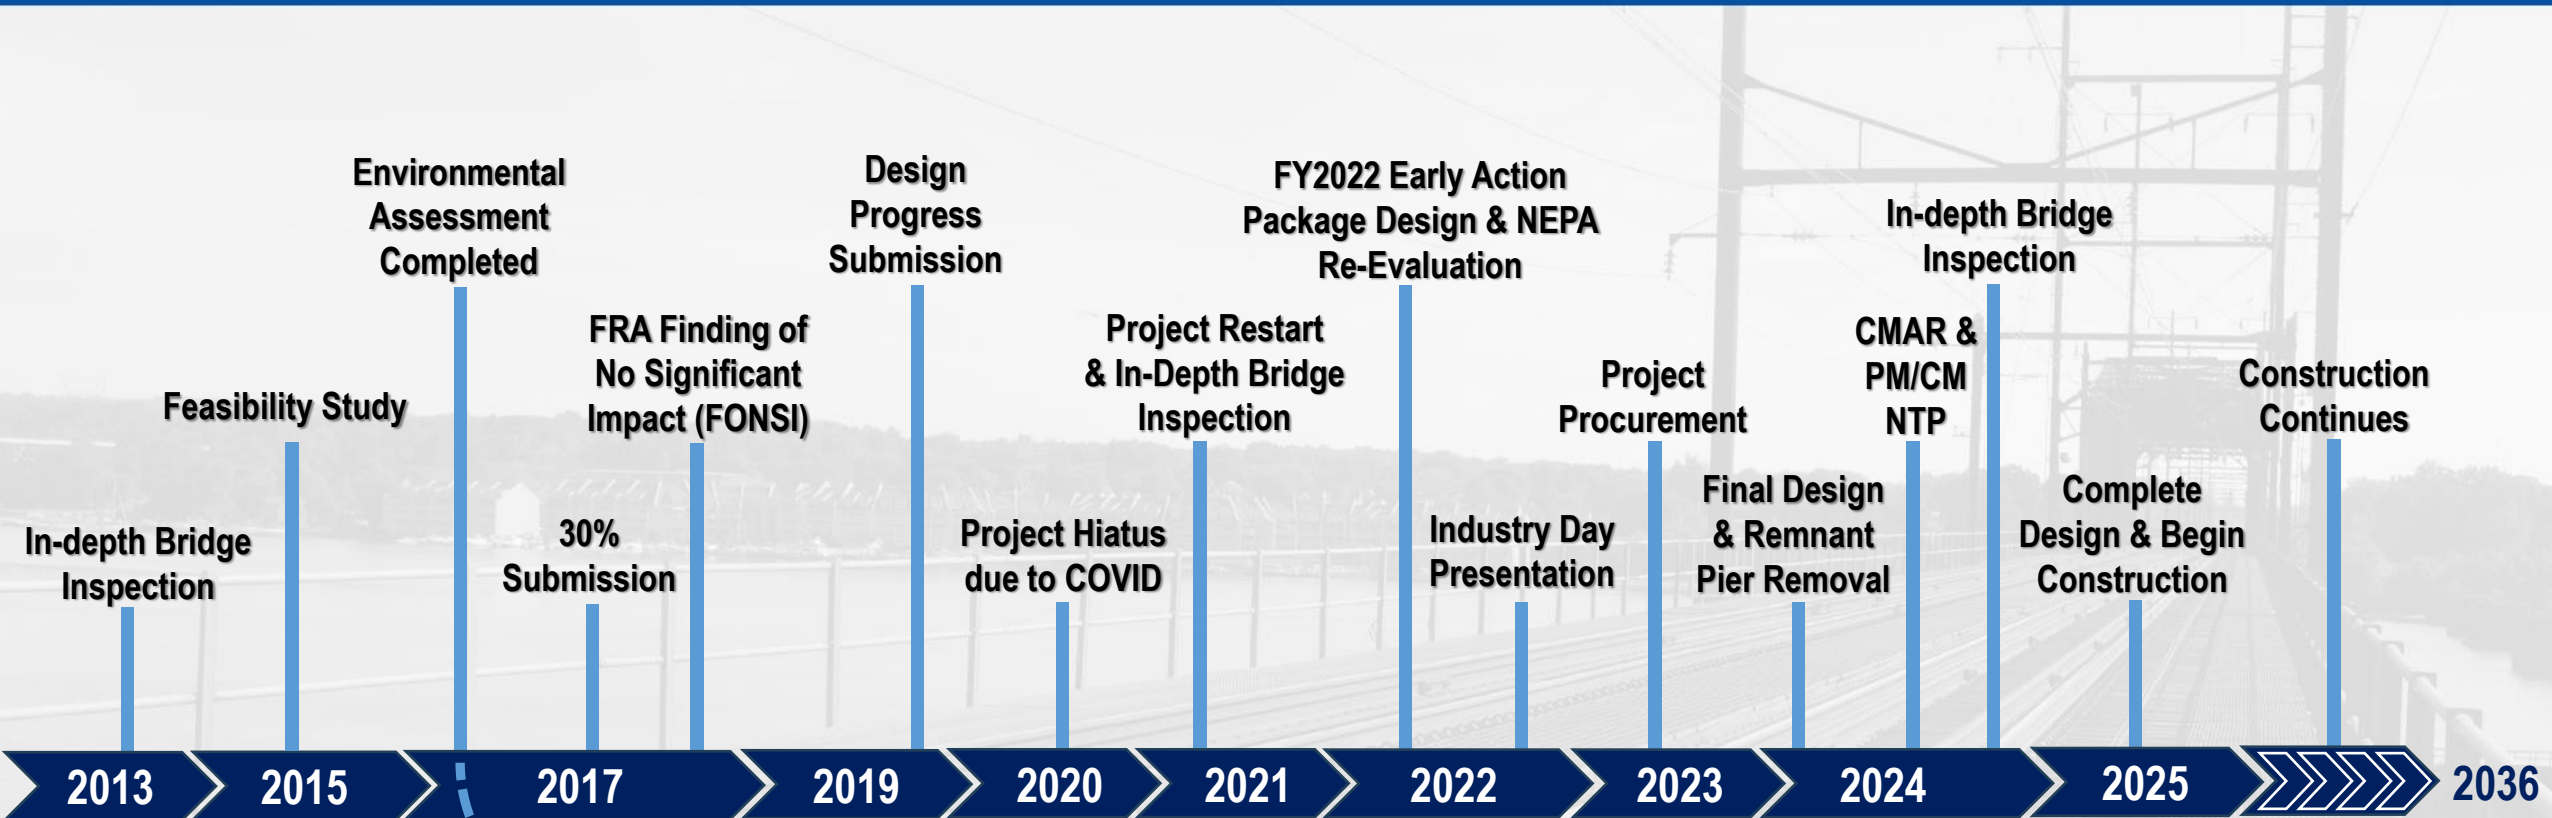 In-depth Bridge
Inspection
Feasibility Study
Environmental
Assessment
Completed
30%
Submission
FRA Finding of
No Significant
Impact (FONSI)
Design
Progress
Submission
Project Hiatus
due to COVID
Project Restart
& In-Depth Bridge
Inspection
FY2022 Early Action
Package Design & NEPA
Re-Evaluation
Industry Day
Presentation
Project
Procurement
Final Design
& Remnant
Pier Removal
CMAR &
PM/CM
NTP
In-depth Bridge
Inspection
Complete
Design & Begin
Construction
Construction
Continues
2013
2015
2017
2019
2020
2021
2022
2023
2024
2025
2036